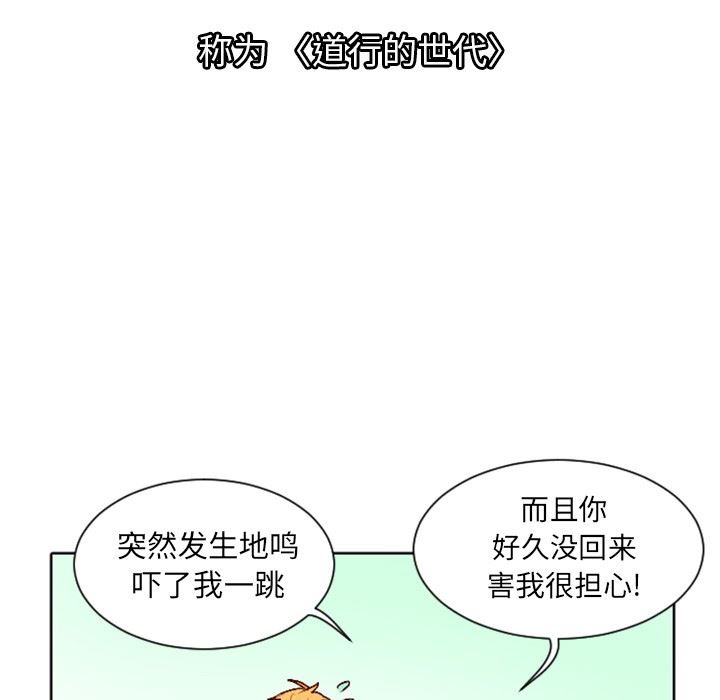 称为 《道行的世代》
突然发生地鸣
吓了我一跳
而且你
好久没回来
害我很担心!